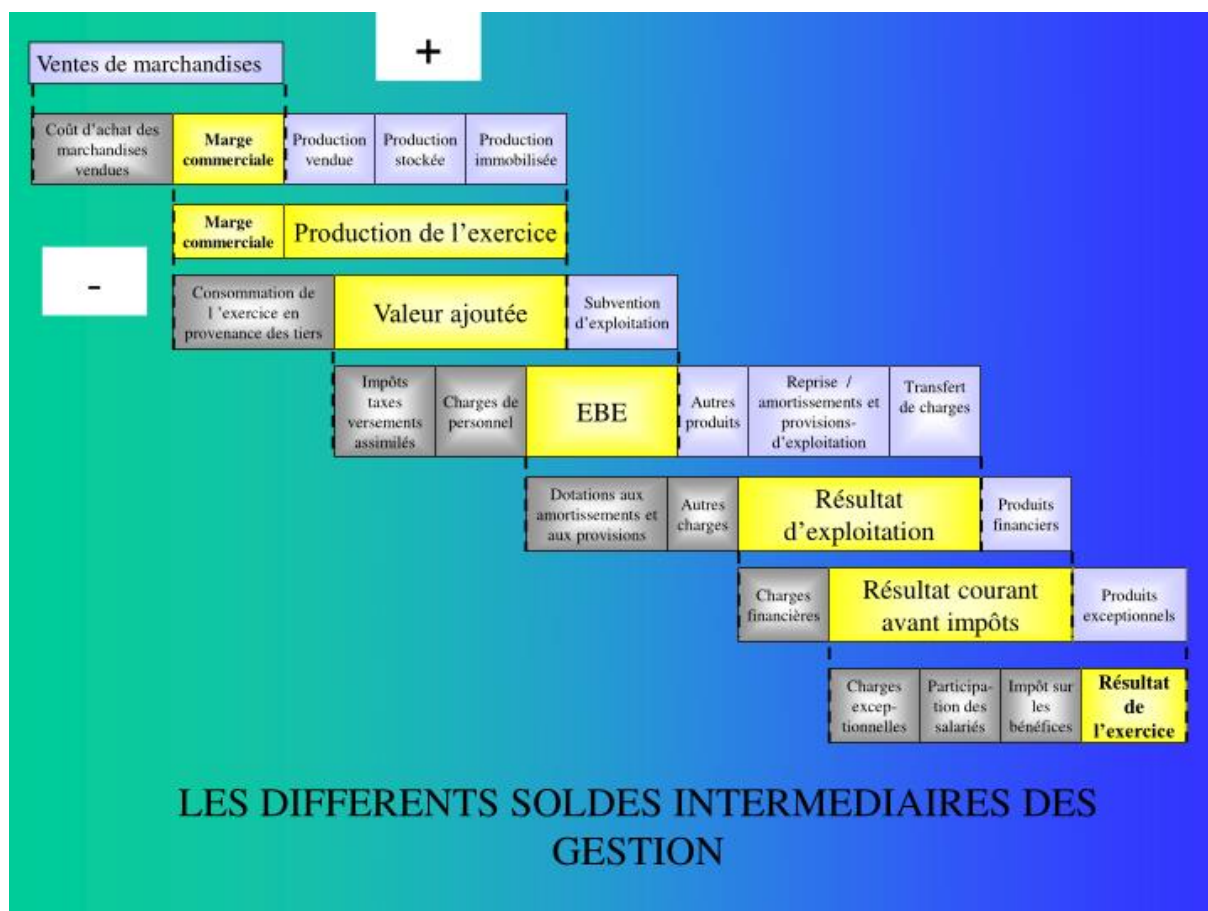 +
Ventes de marchandises
Coût d'achat des
marchandises
vendues
Marge
commerciale
Production
vendue
Production
stockée
Production
immobilisée
Marge
commerciale
Production de l'exercice
-
Consommation de
l 'exercice en
provenance des tiers
Valeur ajoutée
Subvention
d'exploitation
Impôts
taxes
versements
assimilés
Charges de
personnel
EBE
Autres
produits
Reprise /
amortissements et
provisions-
d'exploitation
Transfert
de charges
Dotations aux
amortissements et
aux provisions
Autres
charges
Résultat
d'exploitation
Produits
financiers
Charges
financières
Résultat courant
avant impôts
Produits
exceptionnels
Charges
excep-
tionnelles
Participa-
tion des
salariés
Impôt sur
les
bénéfices
Résultat
de
l'exercice
LES DIFFERENTS SOLDES INTERMEDIAIRES DES
GESTION